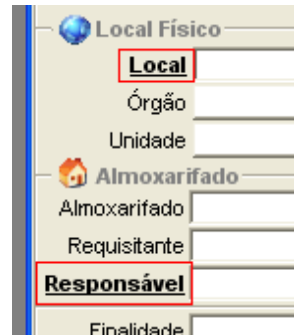 Local Físico
Local
Órgão
Unidade
Almoxarifado
Almoxarifado
Requisitante
Responsável
Finalidade